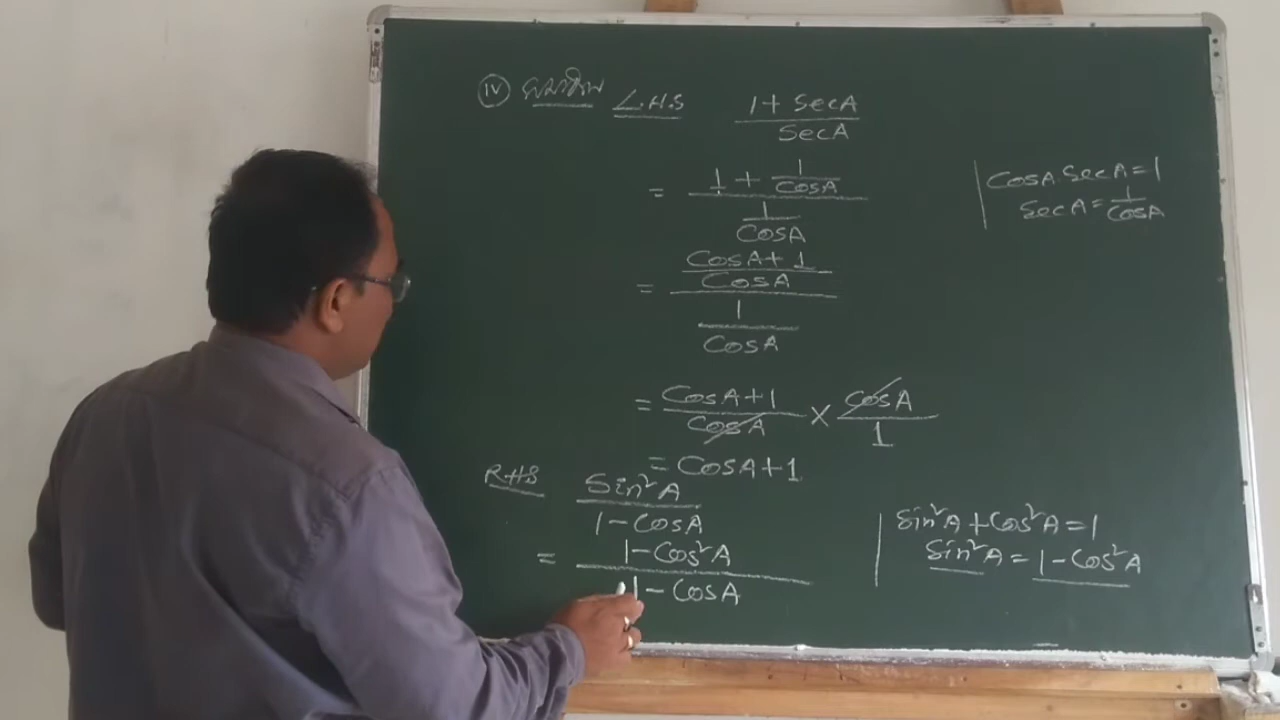 (IV) L.H.S 1 + SecA
SecA
= 1 + 1/CosA
1/CosA
CosA.SecA=1
SecA=1/CosA
= CosA+1
CosA
1
CosA
= CosA+1/CosA × CosA/1
= CosA+1
RHS Sin²A
1-CosA
= 1-Cos²A
1-CosA
Sin²A+Cos²A=1
Sin²A=1-Cos²A